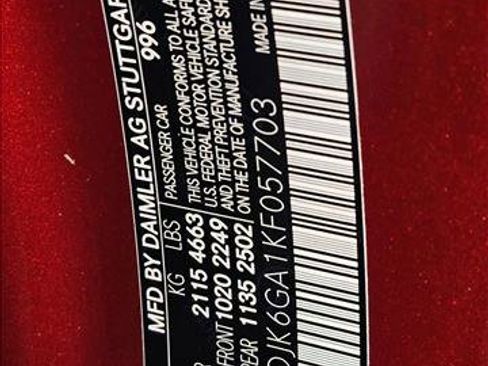 MFD BY DAIMLER AG STUTTGAR
996
KG LBS
2115 4663
FRONT 1020 2249
REAR 1135 2502
PASSENGER CAR
THIS VEHICLE CONFORMS TO ALL A
U.S. FEDERAL MOTOR VEHICLE SAFE
AND THEFT PREVENTION STANDARD
ON THE DATE OF MANUFACTURE SH
MADE IN
DJK6GA1KF057703